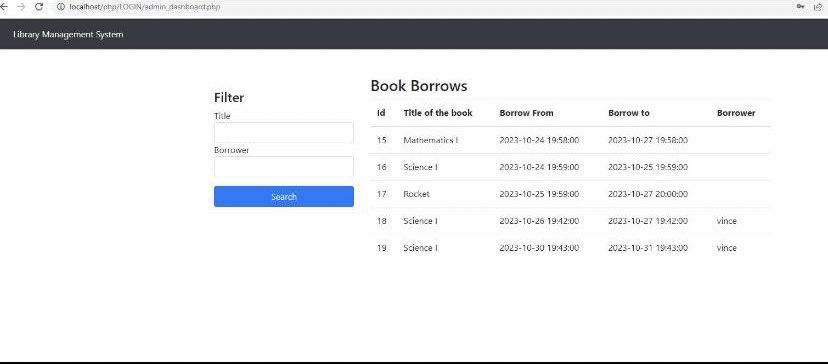 localhost/php/LOGIN/admin_dashboard.php
Library Management System
Filter
Title
Borrower
Search
Book Borrows
Id Title of the book Borrow From Borrow to Borrower
15 Mathematics I 2023-10-24 19:58:00 2023-10-27 19:58:00
16 Science I 2023-10-24 19:59:00 2023-10-25 19:59:00
17 Rocket 2023-10-25 19:59:00 2023-10-27 20:00:00
18 Science I 2023-10-26 19:42:00 2023-10-27 19:42:00 vince
19 Science I 2023-10-30 19:43:00 2023-10-31 19:43:00 vince